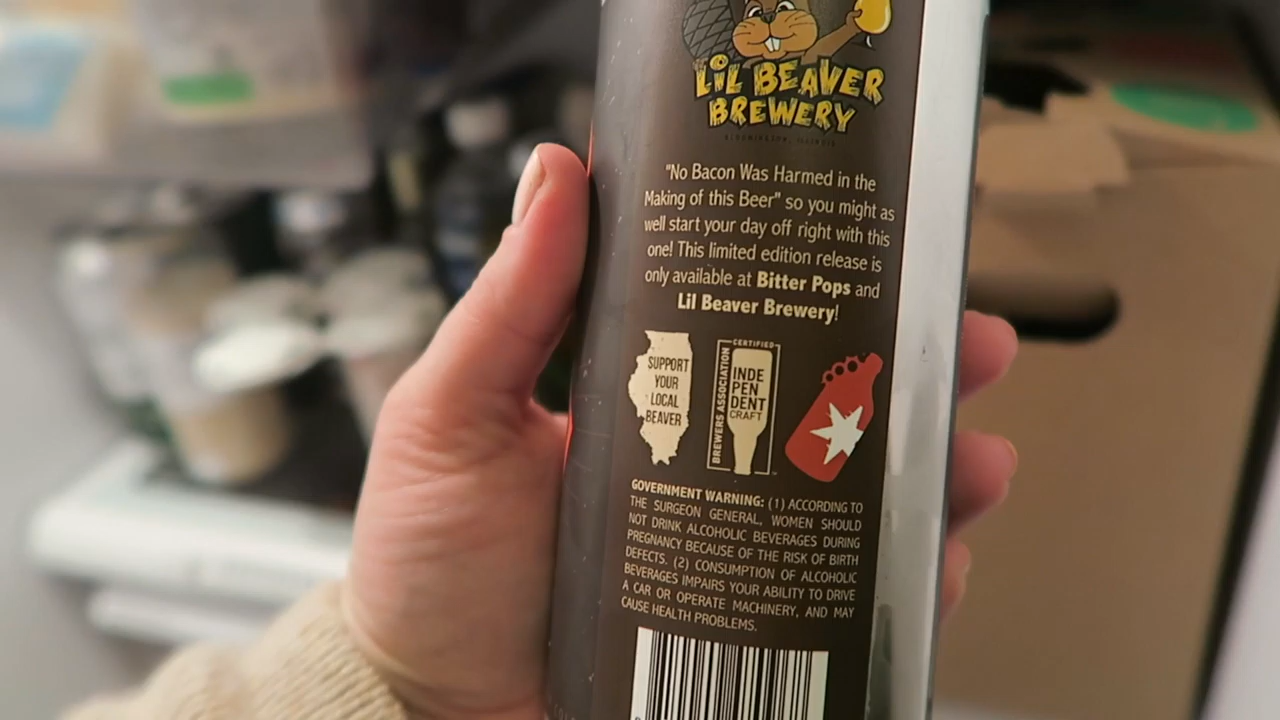 LIL BEAVER
BREWERY
BLOOMINGTON, ILLINOIS
"No Bacon Was Harmed in the
Making of this Beer" so you might as
well start your day off right with this
one! This limited edition release is
only available at Bitter Pops and
Lil Beaver Brewery!
SUPPORT
YOUR
LOCAL
BEAVER
BREWERS ASSOCIATION
CERTIFIED
INDE
PEN
DENT
CRAFT
GOVERNMENT WARNING: (1) ACCORDING TO
THE SURGEON GENERAL, WOMEN SHOULD
NOT DRINK ALCOHOLIC BEVERAGES DURING
PREGNANCY BECAUSE OF THE RISK OF BIRTH
DEFECTS. (2) CONSUMPTION OF ALCOHOLIC
BEVERAGES IMPAIRS YOUR ABILITY TO DRIVE
A CAR OR OPERATE MACHINERY, AND MAY
CAUSE HEALTH PROBLEMS.